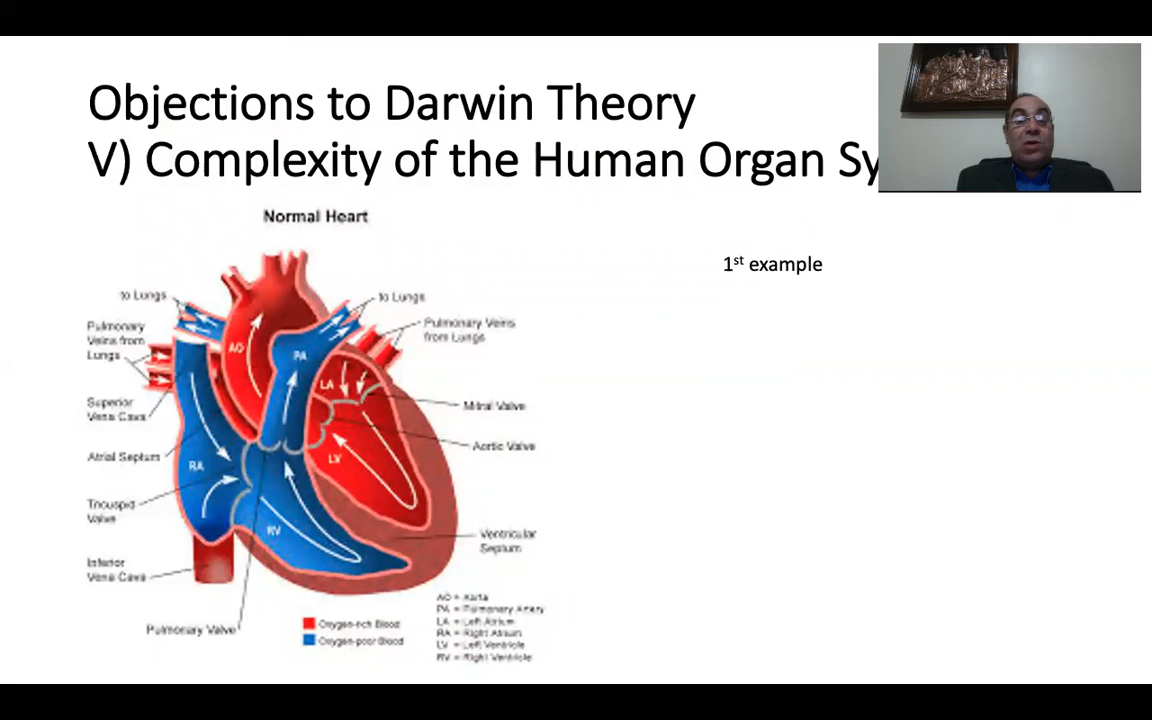 Objections to Darwin Theory
V) Complexity of the Human Organ Sy
Normal Heart
1st example
to Lungs
to Lungs
Pulmonary
Veins from
Lungs
Pulmonary Veins
from Lungs
Superior
Vena Cava
Mitral Valve
Aortic Valve
Atrial Septum
Tricuspid
Valve
Inferior
Vena Cava
Pulmonary Valve
Ventricular
Septum
AO
PA
LA
LV
RA
RV
Oxygen-rich Blood
Oxygen-poor Blood
AO = Aorta
PA = Pulmonary Artery
LA = Left Atrium
RA = Right Atrium
LV = Left Ventricle
RV = Right Ventricle